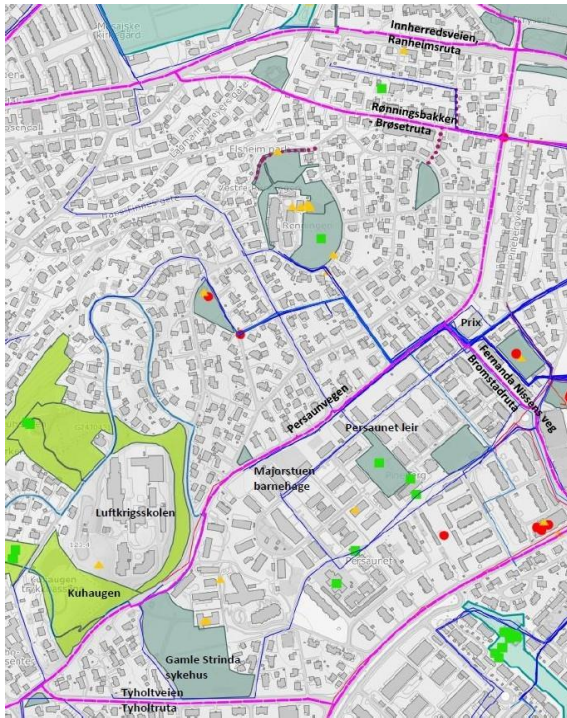 Innherredsveien,
Ranheimsruta
Rønningsbakken
- Brøsetruta
Prix
Fernanda Nissens veg
Bromstadruta
Persaunvegen
Persaunet leir
Majorstuen
barnehage
Luftkrigsskolen
Persaunet
Kuhaugen
Gamle Strinda
sykehus
- Tyholtveien
Tyholtruta